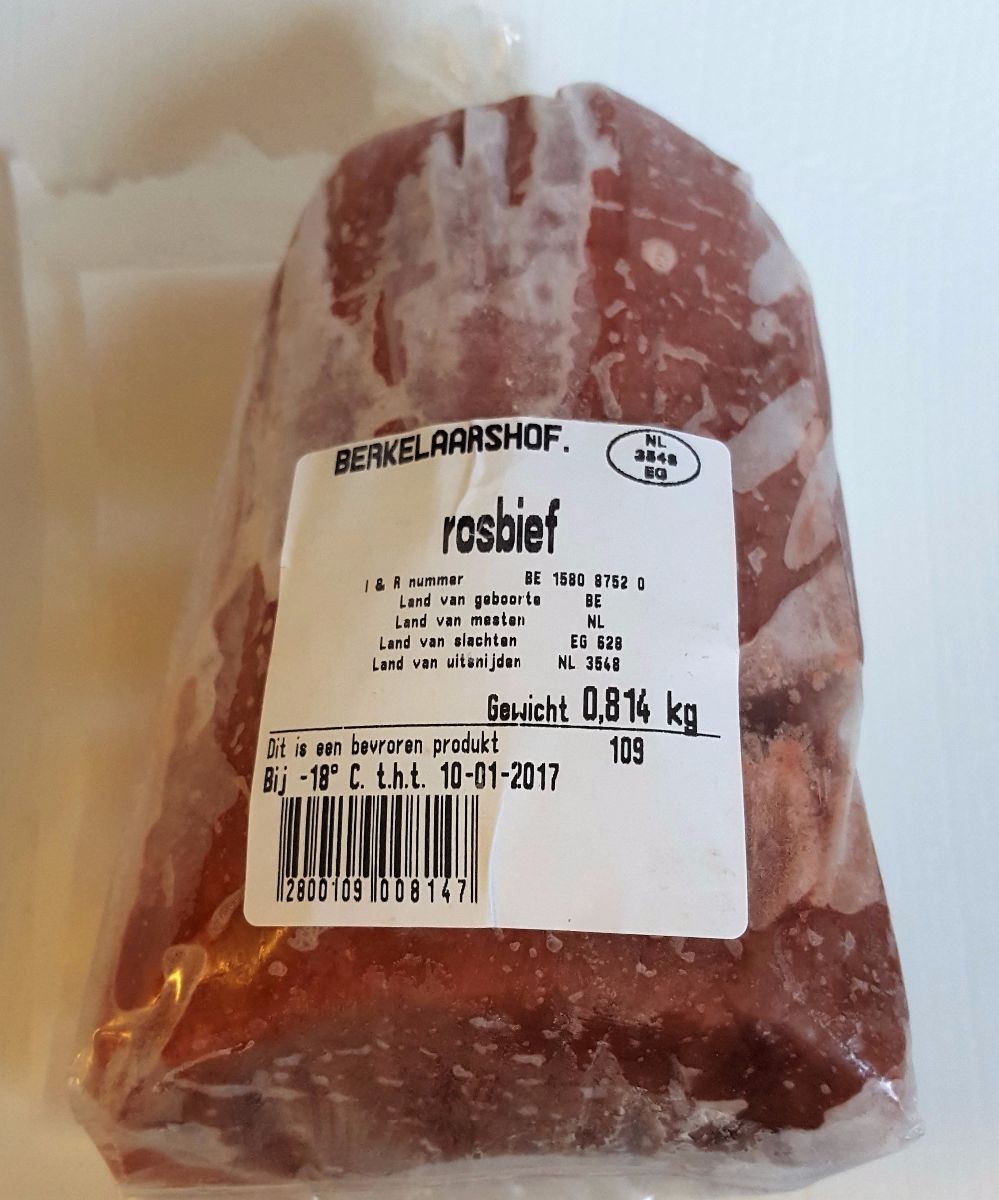 BERKELAARSHOF.
NL
3548
EG
rosbief
I & R nummer BE 1580 8752 0
Land van geboorte BE
Land van mesten NL
Land van slachten EG 628
Land van uitsnijden NL 3548
Gewicht 0,814 kg
Dit is een bevroren produkt 109
Bij -18° C. t.h.t. 10-01-2017
2800109 008147